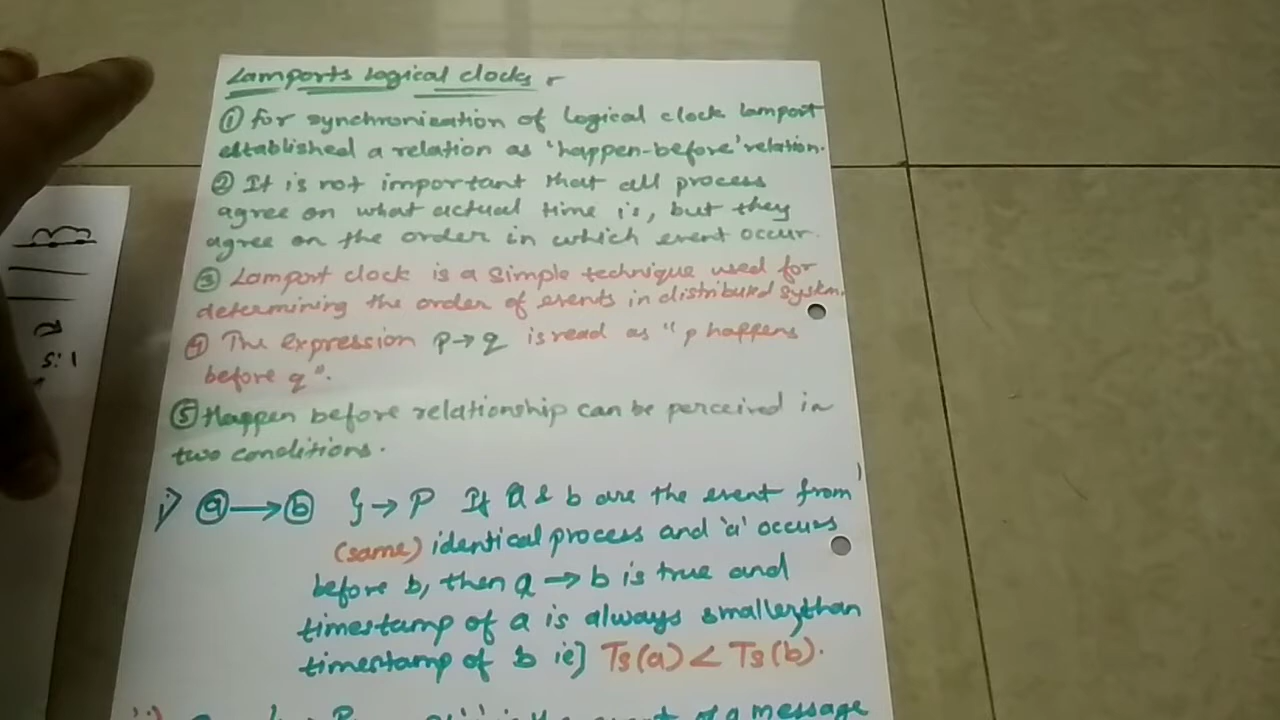 Lamports Logical clocks
① For synchronization of Logical clock lamport
established a relation as 'happen-before' relation.
② It is not important that all process
agree on what actual time is, but they
agree on the order in which event occur.
③ Lamport clock is a simple technique used for
determining the order of events in distributed system.
④ The expression p→q is read as "p happens
before q".
⑤ Happen before relationship can be perceived in
two conditions.
i) ⓐ→ⓑ }→P If a & b are the event from
(same) identical process and 'a' occurs
before b, then a→b is true and
timestamp of a is always smaller than
timestamp of b ie] Ts(a) < Ts(b).
of a message
S:1